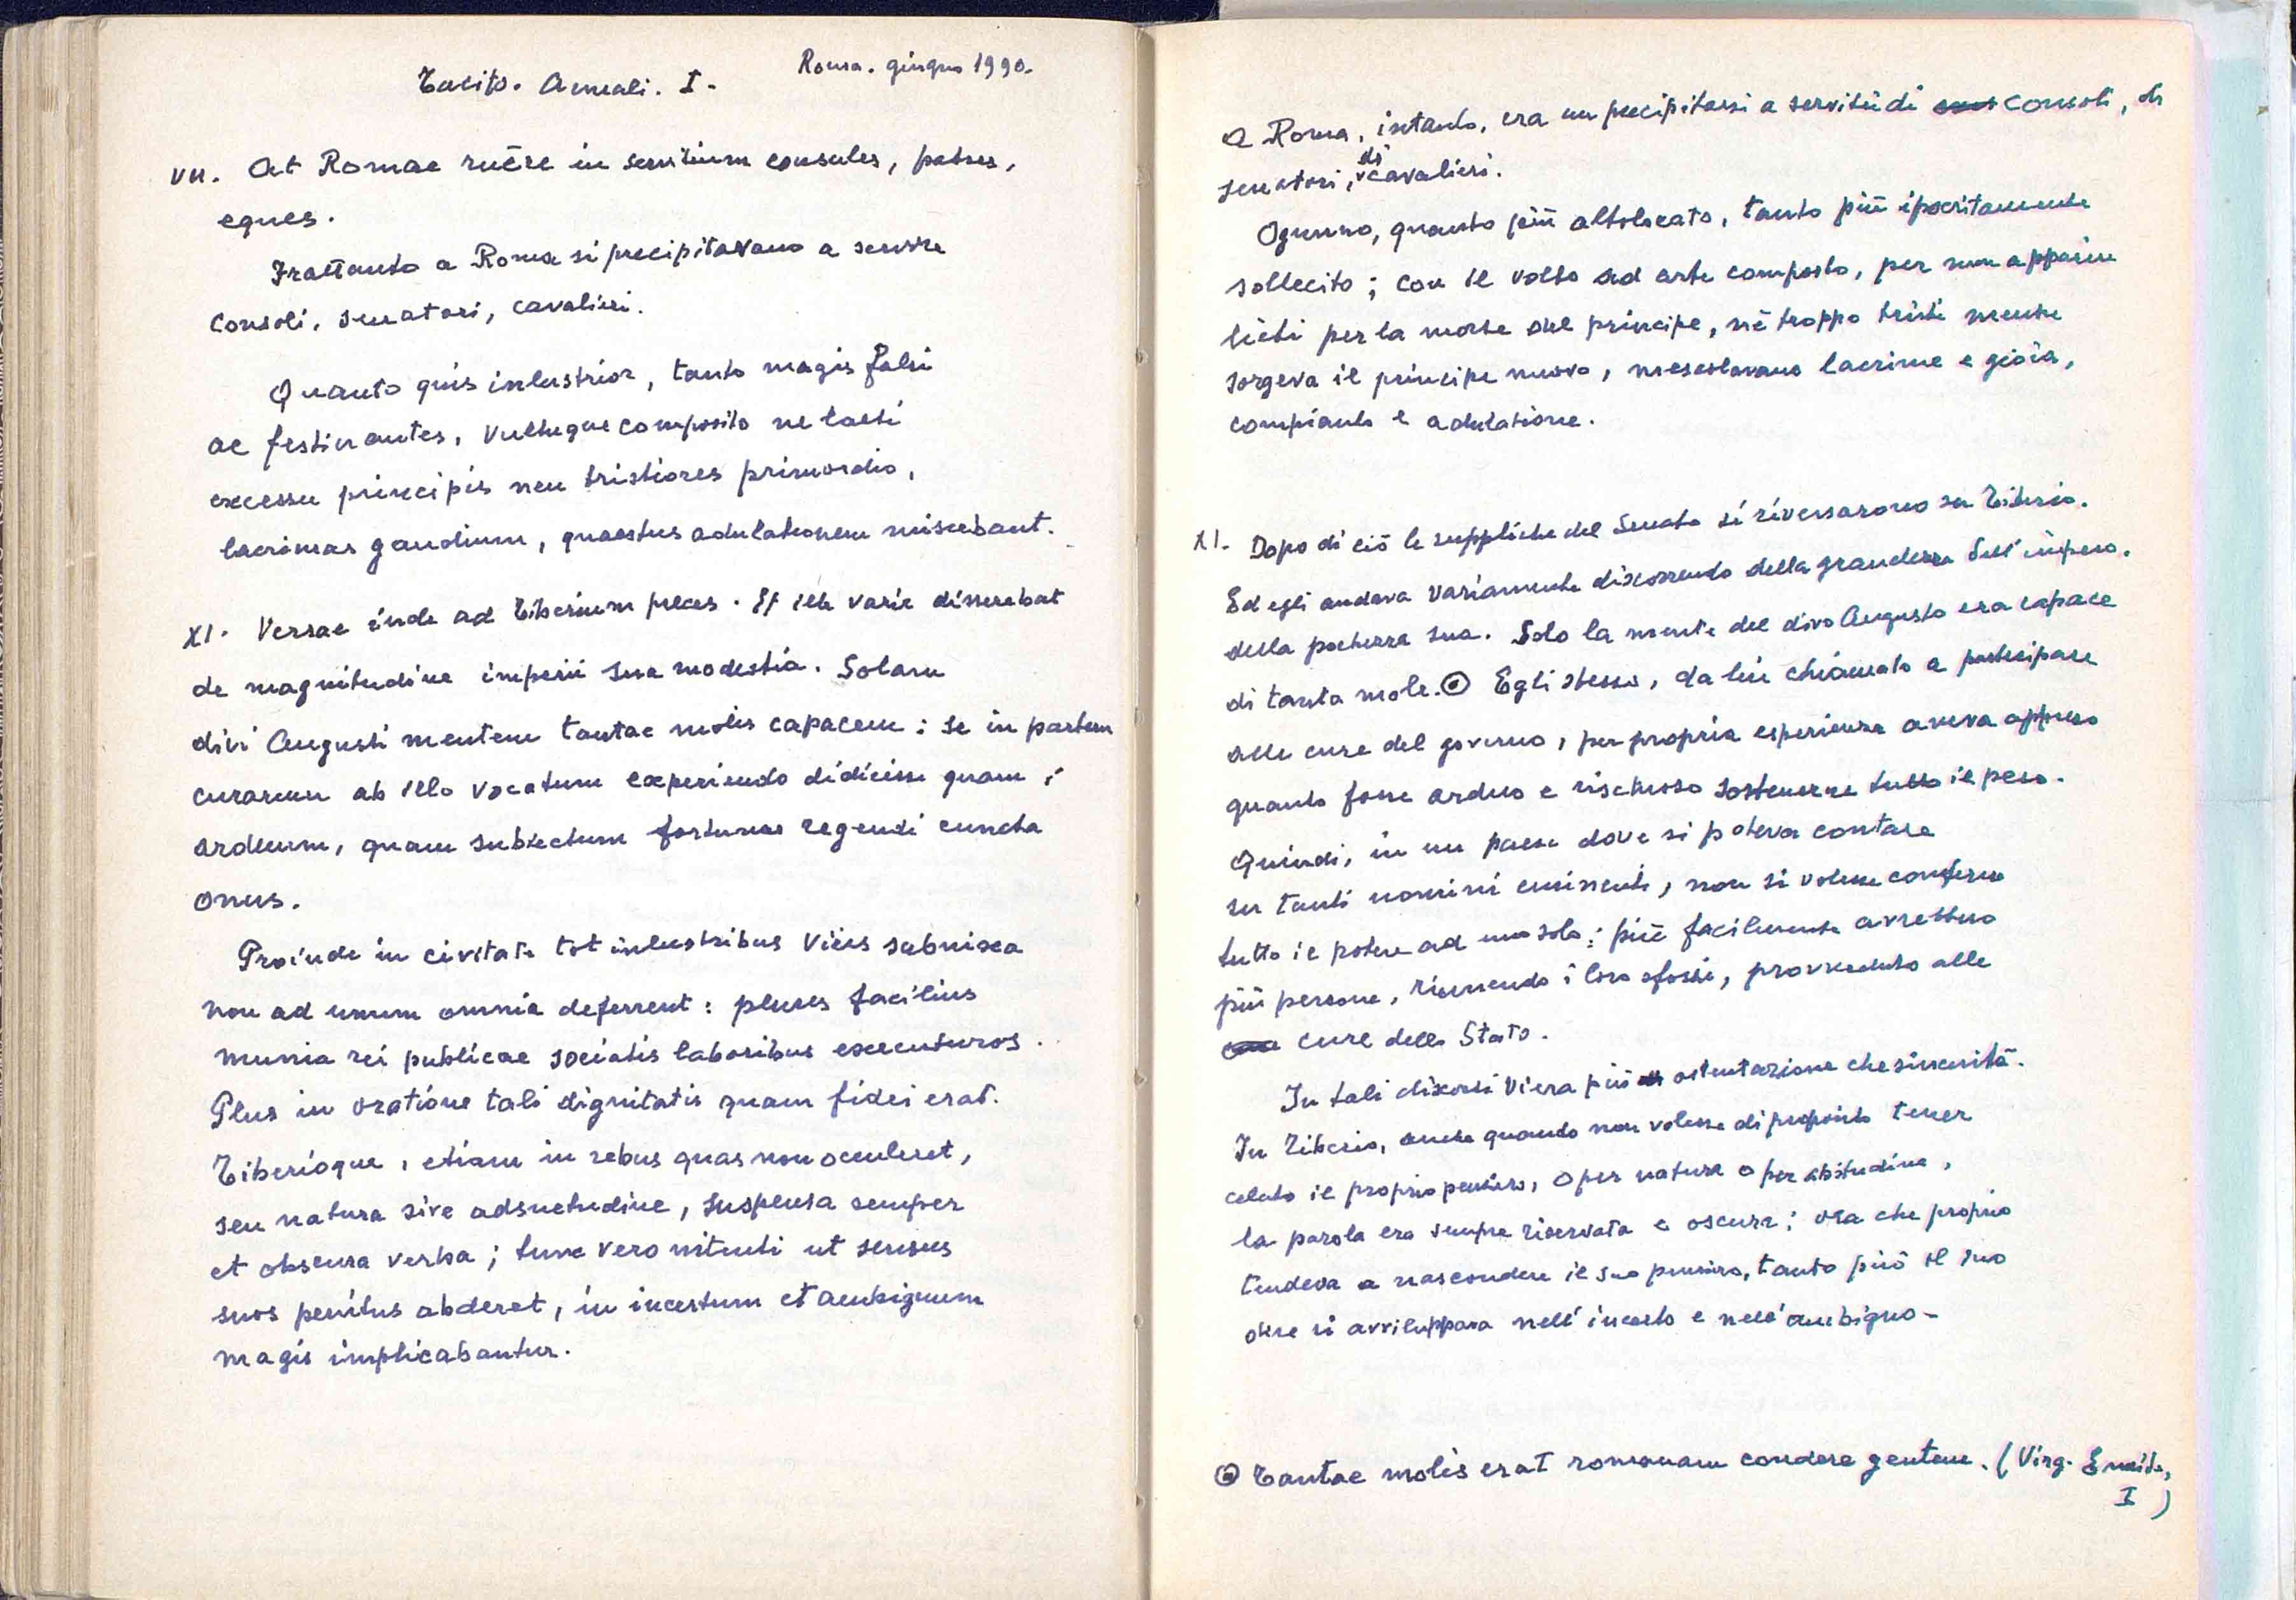 Tacito. Annali. I.
Roma. giugno 1990.
VII. At Romae ruĕre in servitium consules, patres,
eques.
Frattanto a Roma si precipitavano a servire
consoli, senatori, cavalieri.
Quanto quis inlustrior, tanto magis falsi
ac festinantes, vultuque composito ne laeti
excessu principis neu tristiores primordio,
lacrimas gaudium, quaestus adulationem miscebant.
XI. Versae inde ad Tiberium preces. Et ille varie disserebat
de magnitudine imperii sua modestia. Solam
divi Augusti mentem tantae molis capacem: se in partem
curarum ab illo vocatum experiendo didicisse quam
arduum, quam subiectum fortunae regendi cuncta
onus.
Proinde in civitate tot inlustribus viris subnixa
non ad unum omnia deferrent: plures facilius
munia rei publicae sociatis laboribus executuros.
Plus in oratione tali dignitatis quam fidei erat.
Tiberioque, etiam in rebus quas non occuleret,
seu natura sive adsuetudine, suspensa semper
et obscura verba; tunc vero nitenti ut sensus
suos penitus abderet, in incertum et ambiguum
magis implicabantur.
A Roma, intanto, era un precipitarsi a servitù di consoli, di
senatori, di cavalieri.
Ognuno, quanto più altolocato, tanto più ipocritamente
sollecito; con il volto ad arte composto, per non apparire
lieti per la morte del principe, nè troppo tristi mentre
sorgeva il principe nuovo, mescolavano lacrime e gioia,
compianto e adulazione.
XI. Dopo di ciò le suppliche del Senato si riversarono su Tiberio.
Ed egli andava variamente discorrendo della grandezza dell'impero.
della pochezza sua. Solo la mente del divo Augusto era capace
di tanta mole.⊙ Egli stesso, da lui chiamato a partecipare
alle cure del governo, per propria esperienza aveva appreso
quanto fosse arduo e rischioso sostenerne tutto il peso.
Quindi, in un paese dove si poteva contare
su tanti uomini eminenti, non si volesse conferire
tutto il potere ad uno solo; più facilmente avrebbero
più persone, riunendo i loro sforzi, provveduto alle
cure dello Stato.
In tali discorsi vi era più ostentazione che sincerità.
In Tiberio, anche quando non volesse di proposito tener
celato il proprio pensiero, o per natura o per abitudine,
la parola era sempre riservata e oscura; ora che proprio
tendeva a nascondere il suo pensiero, tanto più il suo
dire si avviluppava nell'incerto e nell'ambiguo-
⊙ Tantae molis erat romanam condere gentem. (Virg. Eneide,
I)